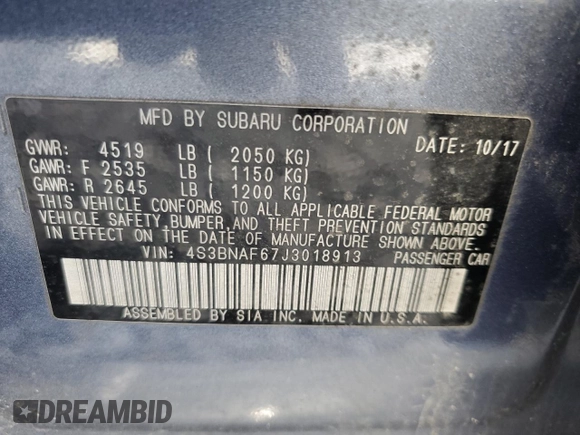 MFD BY SUBARU CORPORATION
GVWR: 4519 LB ( 2050 KG) DATE: 10/17
GAWR: F 2535 LB ( 1150 KG)
GAWR: R 2645 LB ( 1200 KG)
THIS VEHICLE CONFORMS TO ALL APPLICABLE FEDERAL MOTOR
VEHICLE SAFETY,BUMPER,AND THEFT PREVENTION STANDARDS
IN EFFECT ON THE DATE OF MANUFACTURE SHOWN ABOVE.
VIN: 4S3BNAF67J3018913 PASSENGER CAR
ASSEMBLED BY SIA INC. MADE IN U.S.A.
DREAMBID